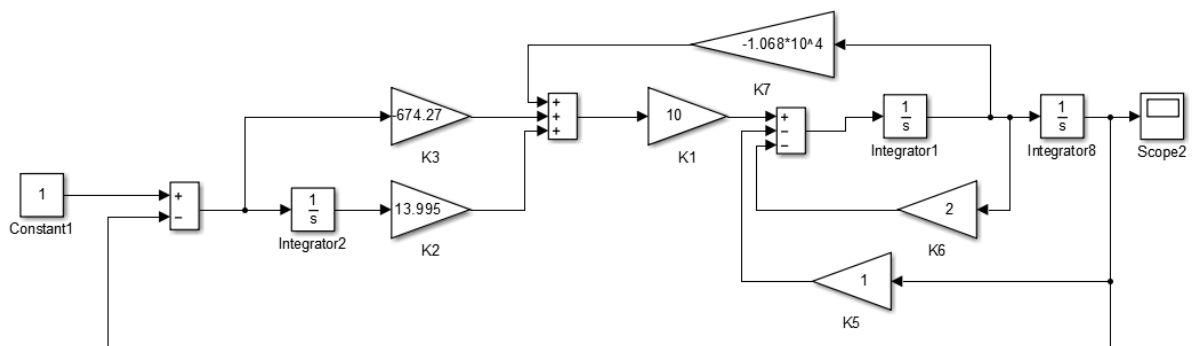 -1.068*10^4
K7
-674.27
K3
+
+
+
10
K1
+
−
−
1
s
Integrator1
1
s
Integrator8
Scope2
1
Constant1
+
−
1
s
Integrator2
13.995
K2
2
K6
1
K5